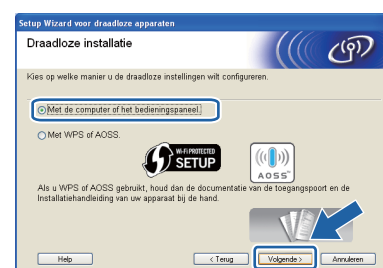 Setup Wizard voor draadloze apparaten
Draadloze installatie
Kies op welke manier u de draadloze instellingen wilt configureren.
Met de computer of het bedieningspaneel.
Met WPS of AOSS.
Wi-Fi PROTECTED
SETUP
AOSS™
Als u WPS of AOSS gebruikt, houd dan de documentatie van de toegangspoort en de
Installatiehandleiding van uw apparaat bij de hand.
Help
< Terug
Volgende >
Annuleren